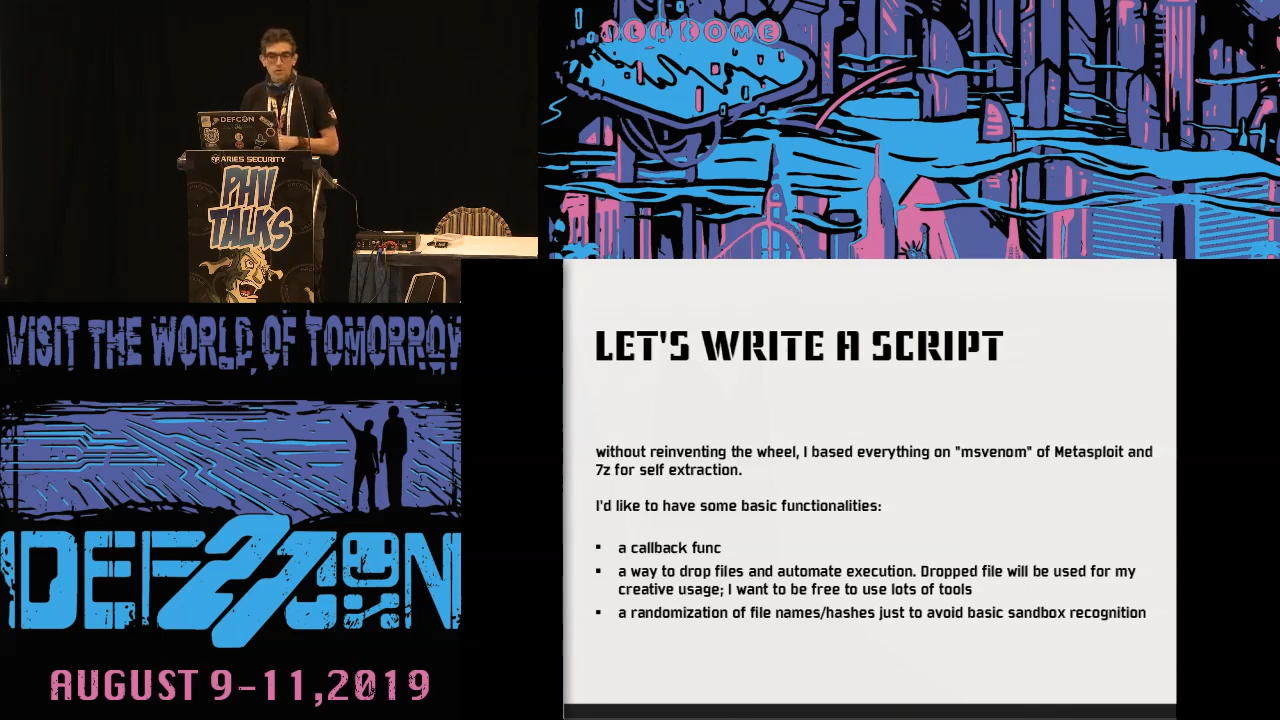 WELCOME
DEFCON
ARIES SECURITY
PHV
TALKS
VISIT THE WORLD OF TOMORROW
DEF27CON
AUGUST 9-11,2019
LET'S WRITE A SCRIPT
without reinventing the wheel, I based everything on "msvenom" of Metasploit and
7z for self extraction.
I'd like to have some basic functionalities:
▪ a callback func
▪ a way to drop files and automate execution. Dropped file will be used for my
creative usage; I want to be free to use lots of tools
▪ a randomization of file names/hashes just to avoid basic sandbox recognition